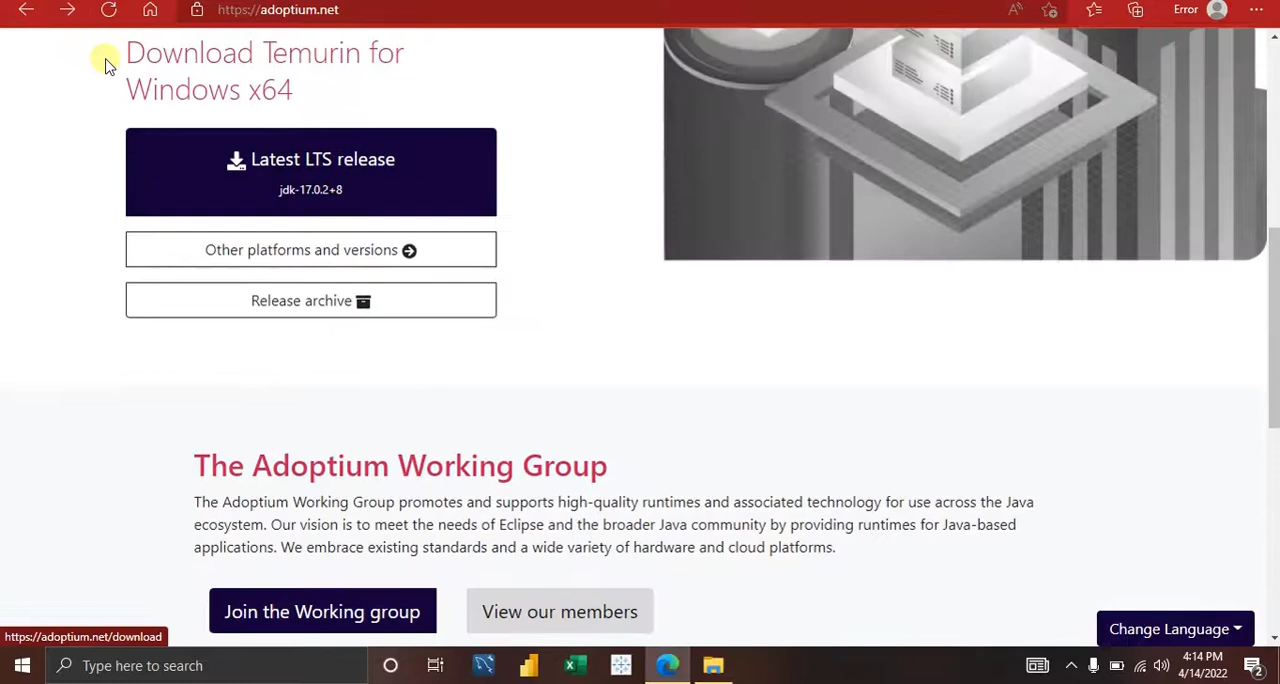 https://adoptium.net
Error
Download Temurin for
Windows x64
Latest LTS release
jdk-17.0.2+8
Other platforms and versions
Release archive
The Adoptium Working Group
The Adoptium Working Group promotes and supports high-quality runtimes and associated technology for use across the Java
ecosystem. Our vision is to meet the needs of Eclipse and the broader Java community by providing runtimes for Java-based
applications. We embrace existing standards and a wide variety of hardware and cloud platforms.
Join the Working group
View our members
Change Language
https://adoptium.net/download
Type here to search
4:14 PM
4/14/2022
2